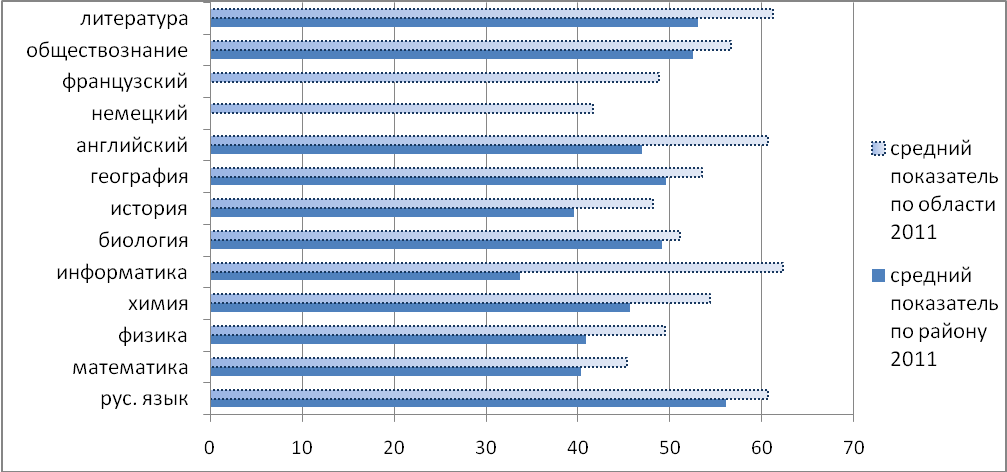 литература
обществознание
французский
немецкий
английский
география
история
биология
информатика
химия
физика
математика
рус. язык
0 10 20 30 40 50 60 70
средний
показатель
по области
2011
средний
показатель
по району
2011